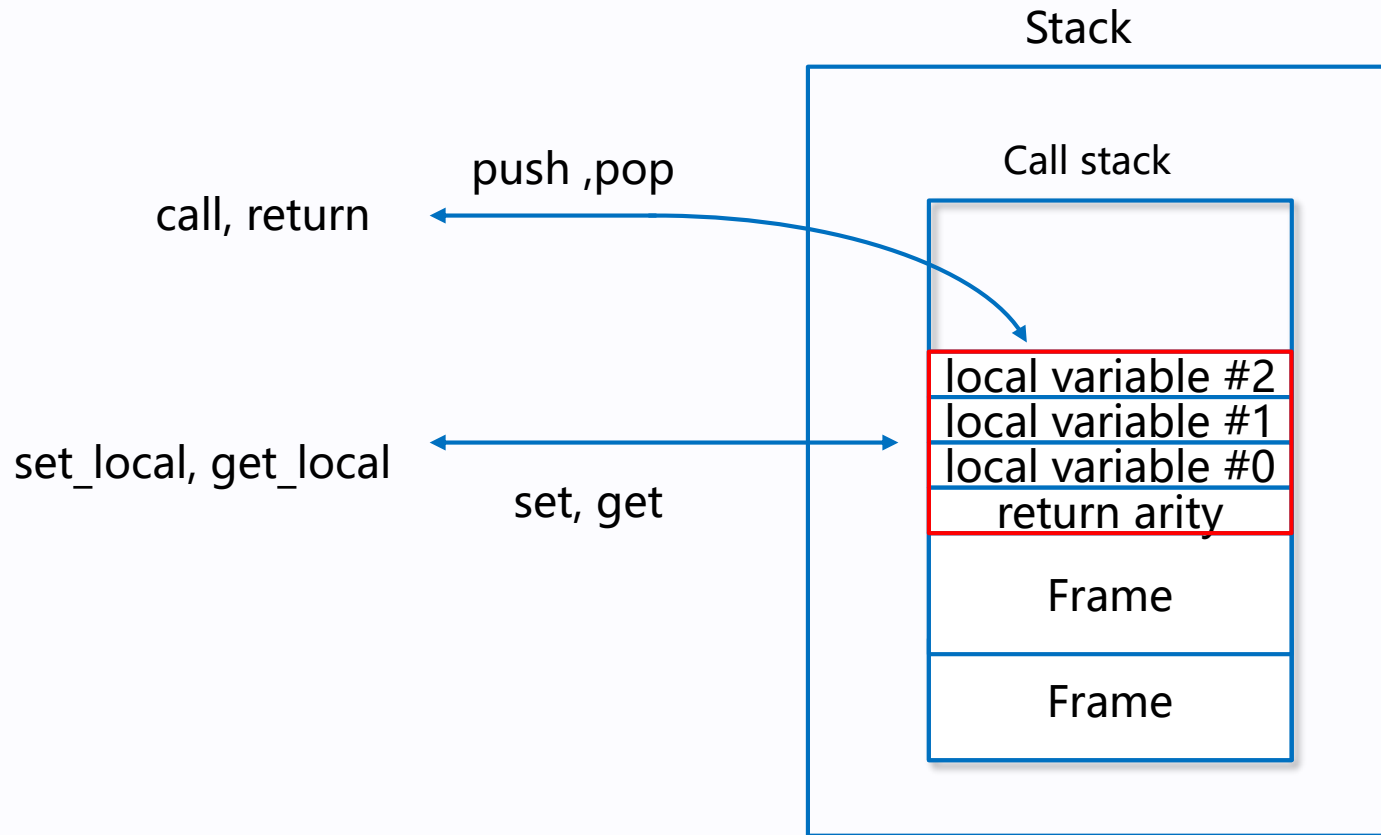 Stack
Call stack
push ,pop
call, return
local variable #2
local variable #1
local variable #0
return arity
set_local, get_local
set, get
Frame
Frame